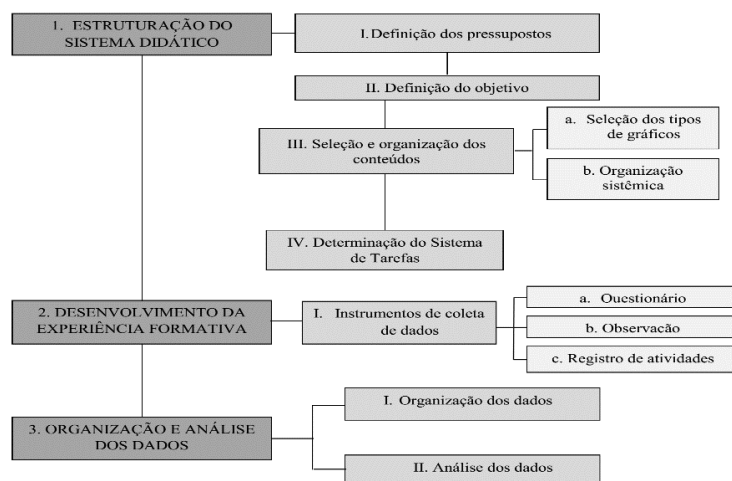 1. ESTRUTURAÇÃO DO
SISTEMA DIDÁTICO
I.Definição dos pressupostos
II. Definição do objetivo
III. Seleção e organização dos
conteúdos
a. Seleção dos tipos
de gráficos
b. Organização
sistêmica
IV. Determinação do Sistema
de Tarefas
2. DESENVOLVIMENTO DA
EXPERIÊNCIA FORMATIVA
I. Instrumentos de coleta
de dados
a. Questionário
b. Observação
c. Registro de atividades
3. ORGANIZAÇÃO E ANÁLISE
DOS DADOS
I. Organização dos dados
II. Análise dos dados